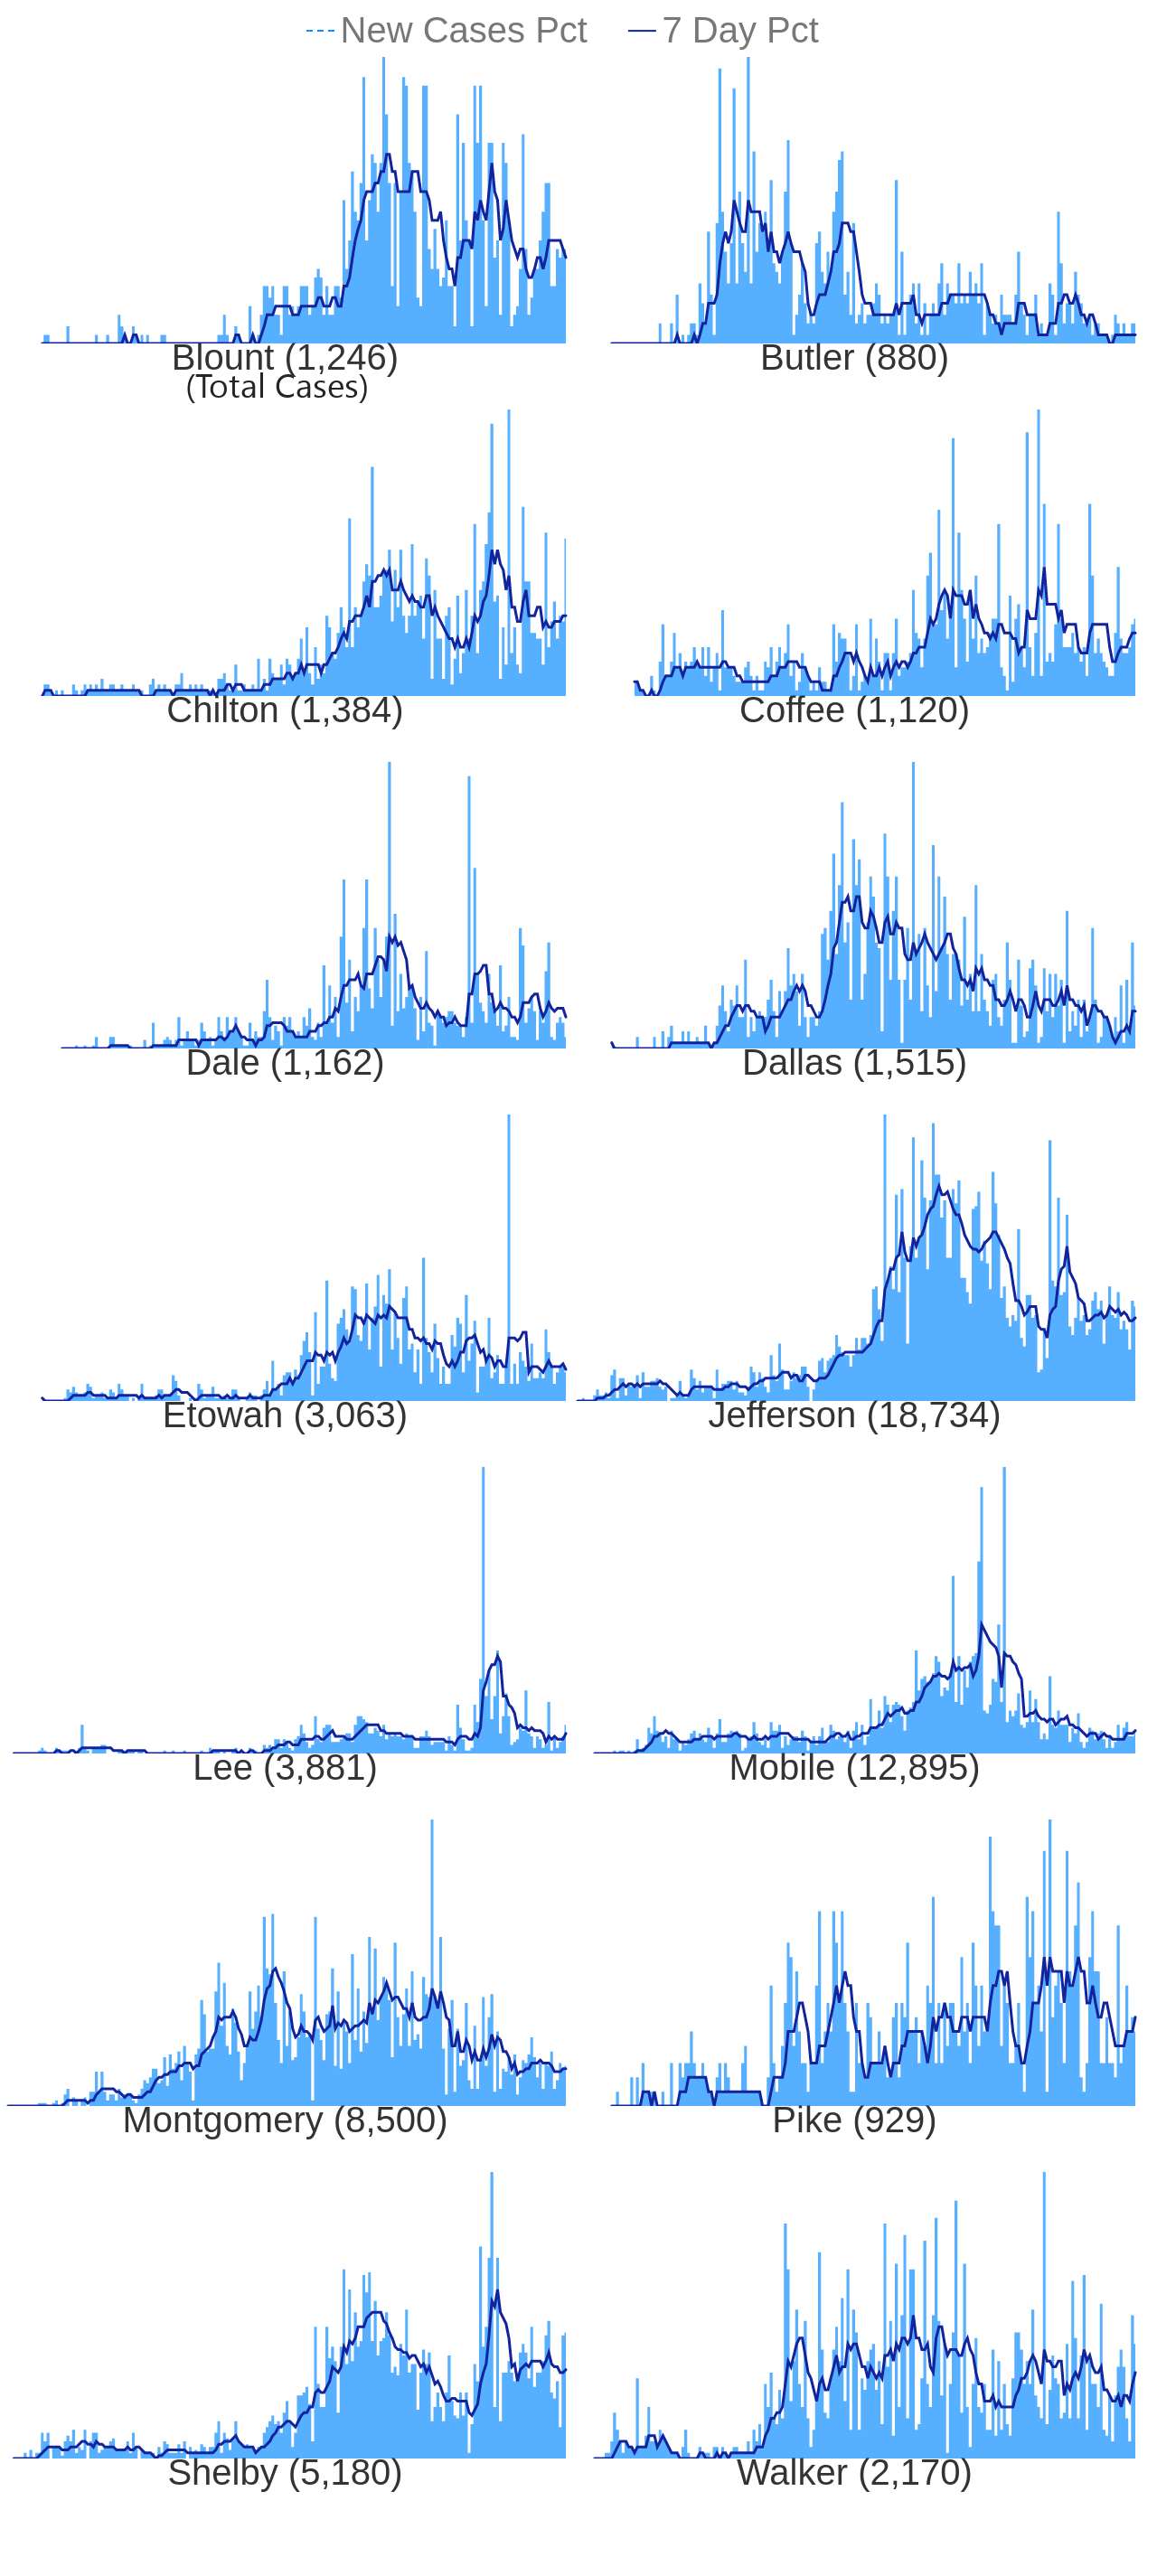 New Cases Pct 7 Day Pct
Blount (1,246) Butler (880)
(Total Cases)
Chilton (1,384) Coffee (1,120)
Dale (1,162) Dallas (1,515)
Etowah (3,063) Jefferson (18,734)
Lee (3,881) Mobile (12,895)
Montgomery (8,500) Pike (929)
Shelby (5,180) Walker (2,170)